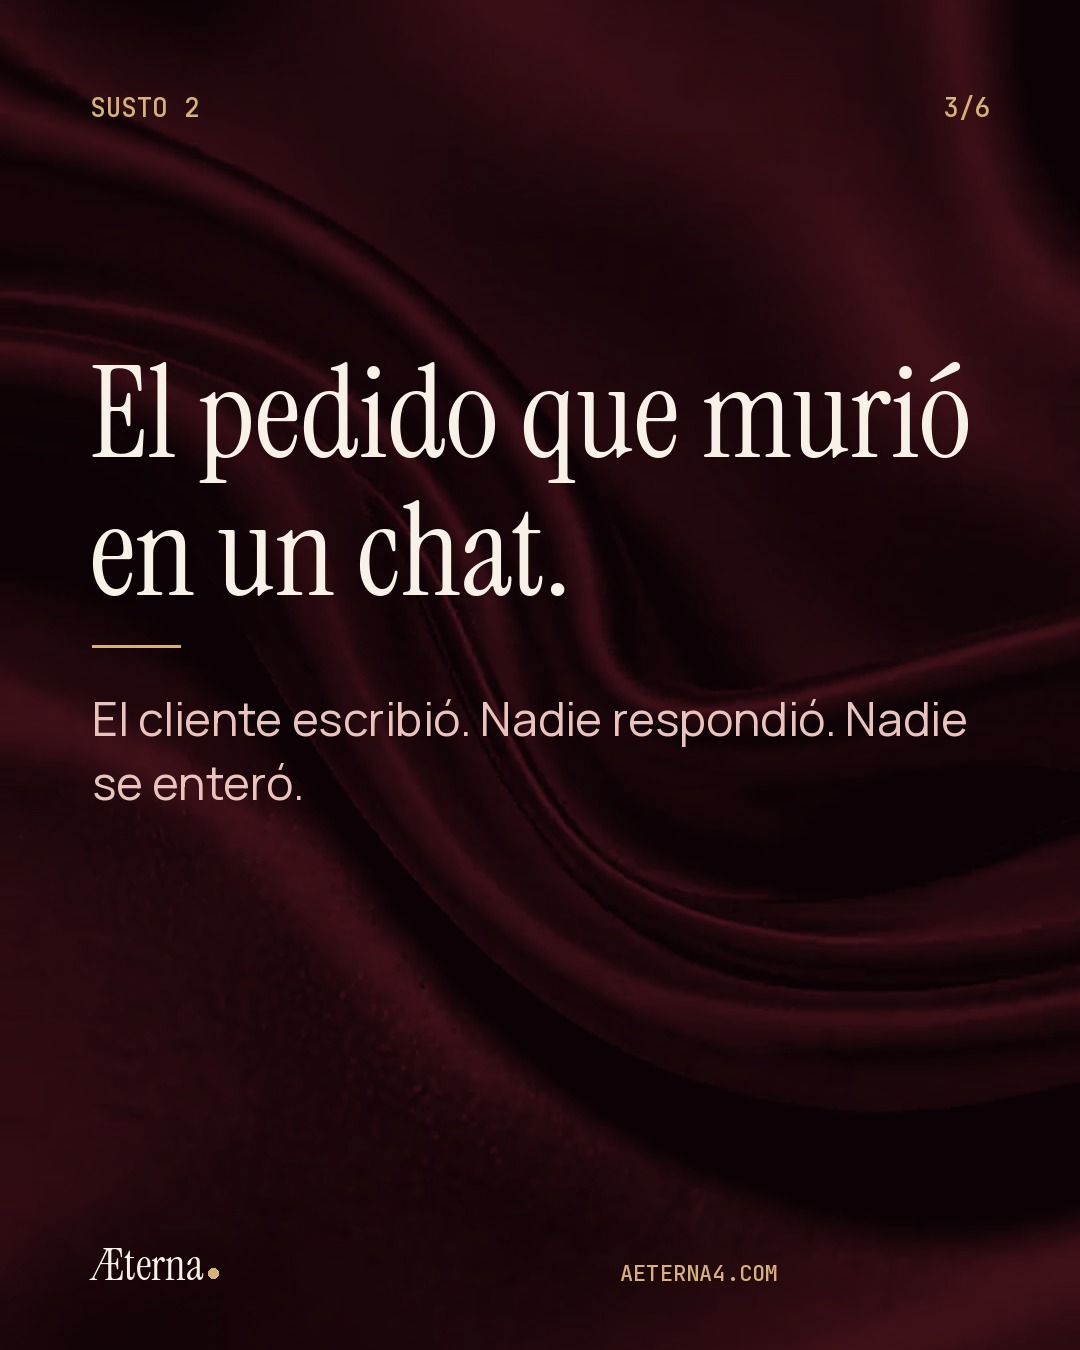 SUSTO 2
3/6
El pedido que murió
en un chat.
El cliente escribió. Nadie respondió. Nadie
se enteró.
Æterna.
AETERNA4.COM